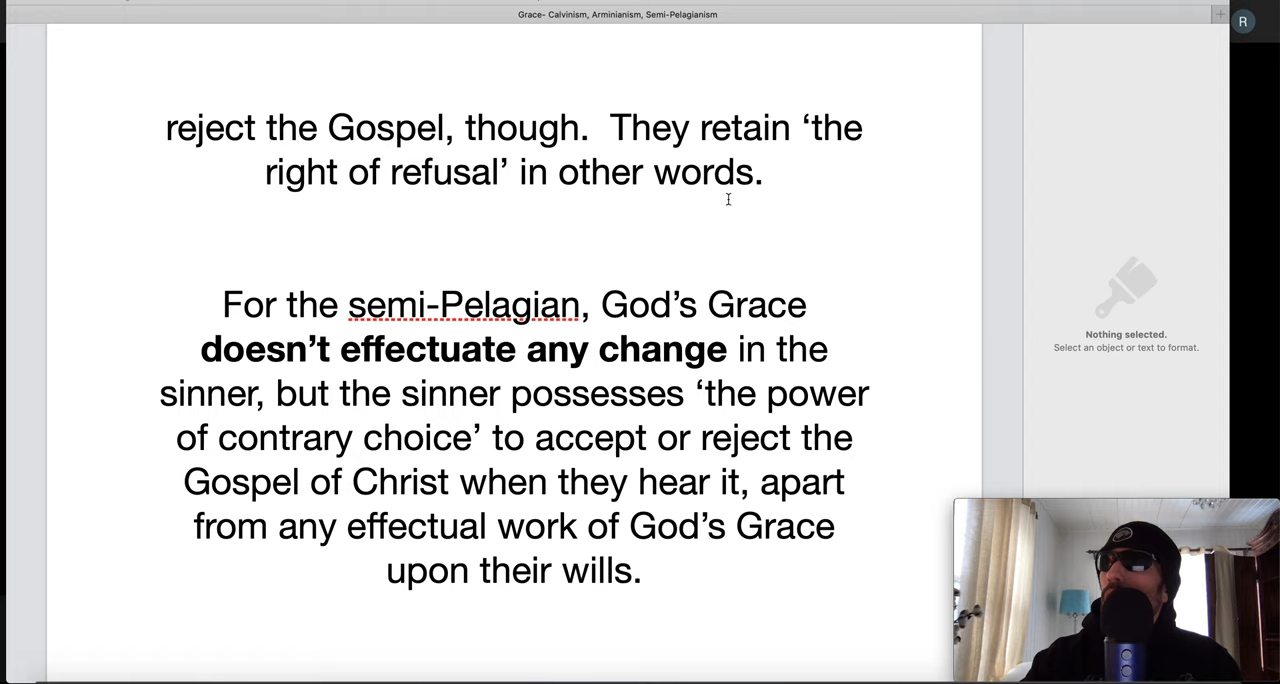 Grace- Calvinism, Arminianism, Semi-Pelagianism
R
reject the Gospel, though.  They retain ‘the
right of refusal’ in other words.
For the semi-Pelagian, God’s Grace
doesn’t effectuate any change in the
sinner, but the sinner possesses ‘the power
of contrary choice’ to accept or reject the
Gospel of Christ when they hear it, apart
from any effectual work of God’s Grace
upon their wills.
Nothing selected.
Select an object or text to format.